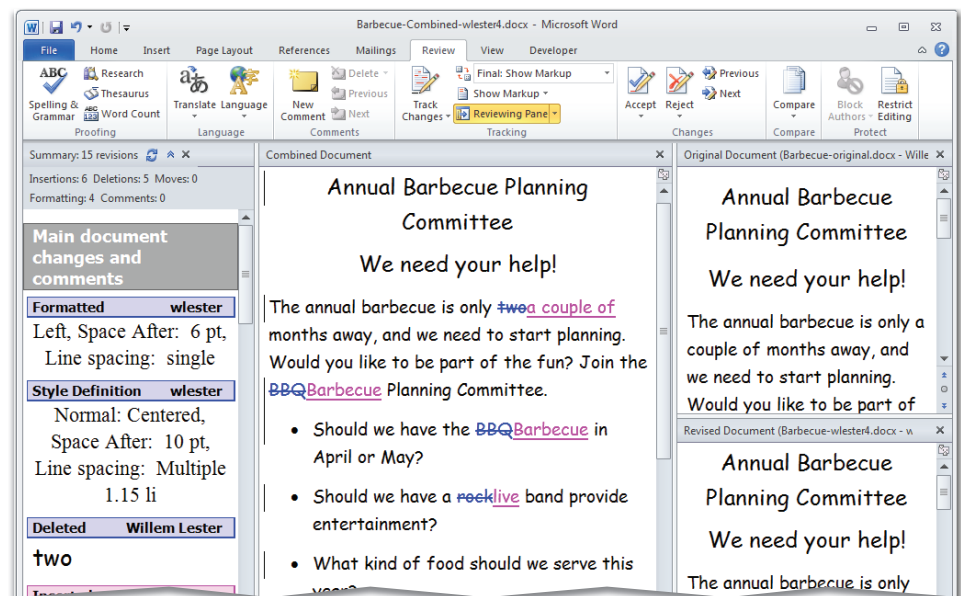 Barbecue-Combined-wlester4.docx - Microsoft Word
File Home Insert Page Layout References Mailings Review View Developer
ABC Spelling & Grammar
Research
Thesaurus
ABC 123 Word Count
Proofing
Translate Language
Language
New Comment
Delete
Previous
Next
Comments
Track Changes
Final: Show Markup
Show Markup
Reviewing Pane
Tracking
Accept Reject
Previous
Next
Changes
Compare
Compare
Block Authors
Restrict Editing
Protect
Summary: 15 revisions
Insertions: 6 Deletions: 5 Moves: 0
Formatting: 4 Comments: 0
Main document
changes and
comments
Formatted wlester
Left, Space After: 6 pt,
Line spacing: single
Style Definition wlester
Normal: Centered,
Space After: 10 pt,
Line spacing: Multiple
1.15 li
Deleted Willem Lester
two
Combined Document
Annual Barbecue Planning
Committee
We need your help!
The annual barbecue is only twoa couple of
months away, and we need to start planning.
Would you like to be part of the fun? Join the
BBQBarbecue Planning Committee.
• Should we have the BBQBarbecue in
April or May?
• Should we have a rocklive band provide
entertainment?
• What kind of food should we serve this
year?
Original Document (Barbecue-original.docx - Wille
Annual Barbecue
Planning Committee
We need your help!
The annual barbecue is only a
couple of months away, and
we need to start planning.
Would you like to be part of
Revised Document (Barbecue-wlester4.docx - w
Annual Barbecue
Planning Committee
We need your help!
The annual barbecue is only